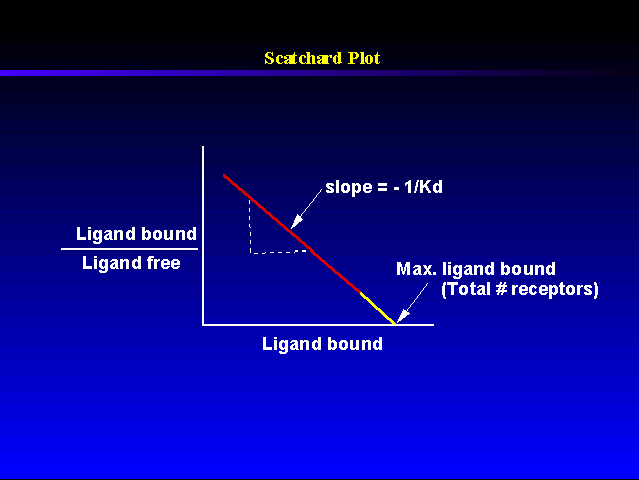 Scatchard Plot
slope = - 1/Kd
Ligand bound
Ligand free
Max. ligand bound
(Total # receptors)
Ligand bound